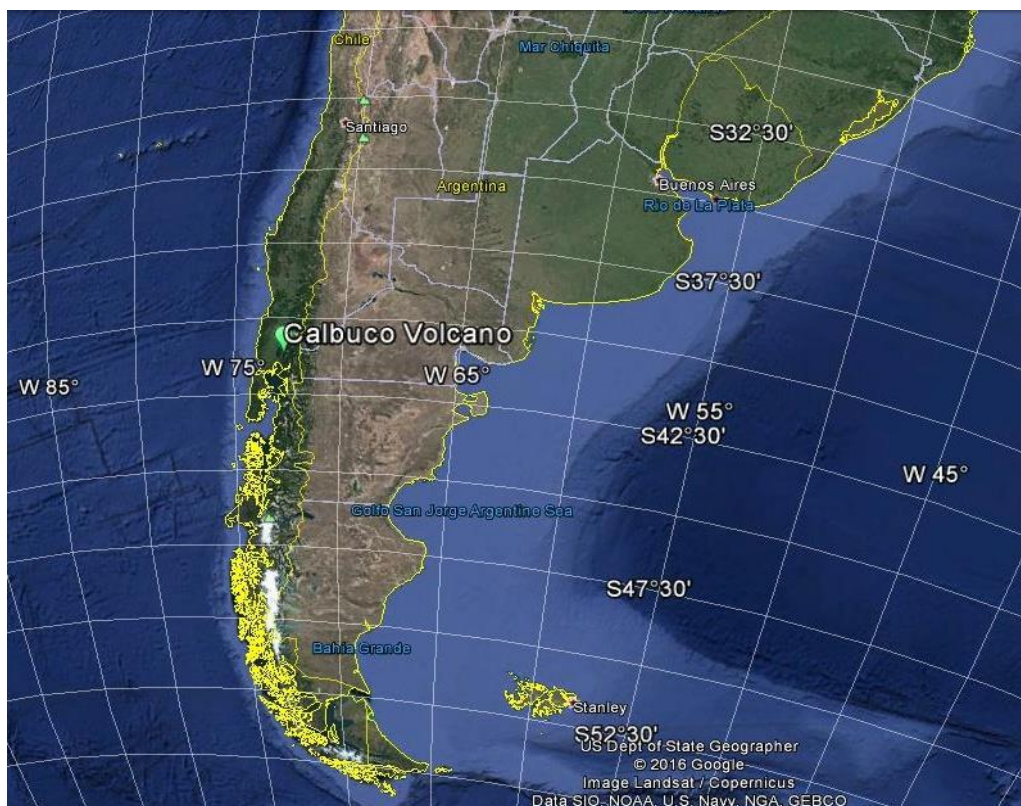 Chile
Mar Chiquita
Santiago
S32°30'
Argentina
Buenos Aires
Rio de La Plata
S37°30'
Calbuco Volcano
W 85°
W 75°
W 65°
W 55°
S42°30'
W 45°
Golfo San Jorge Argentine Sea
S47°30'
Bahia Grande
Stanley
S52°30'
US Dept of State Geographer
© 2016 Google
Image Landsat / Copernicus
Data SIO, NOAA, U.S. Navy, NGA, GEBCO